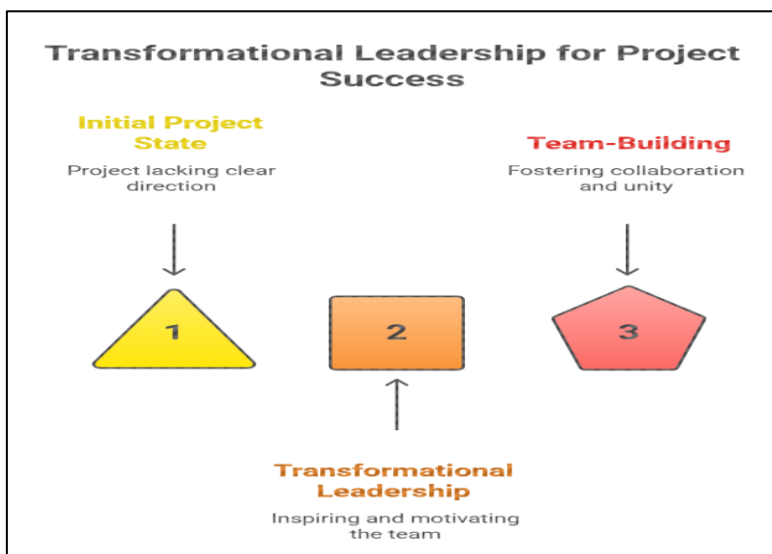 Transformational Leadership for Project
Success
Initial Project
State
Project lacking clear
direction
Team-Building
Fostering collaboration
and unity
1
2
3
Transformational
Leadership
Inspiring and motivating
the team